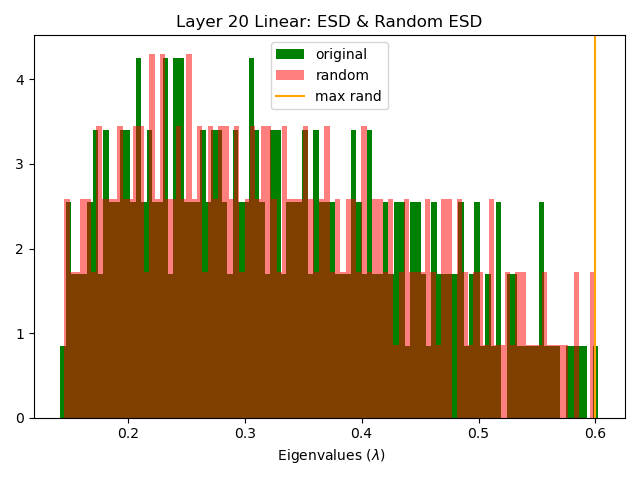 Layer 20 Linear: ESD & Random ESD
original
random
max rand
4
3
2
1
0
0.2 0.3 0.4 0.5 0.6
Eigenvalues (λ)